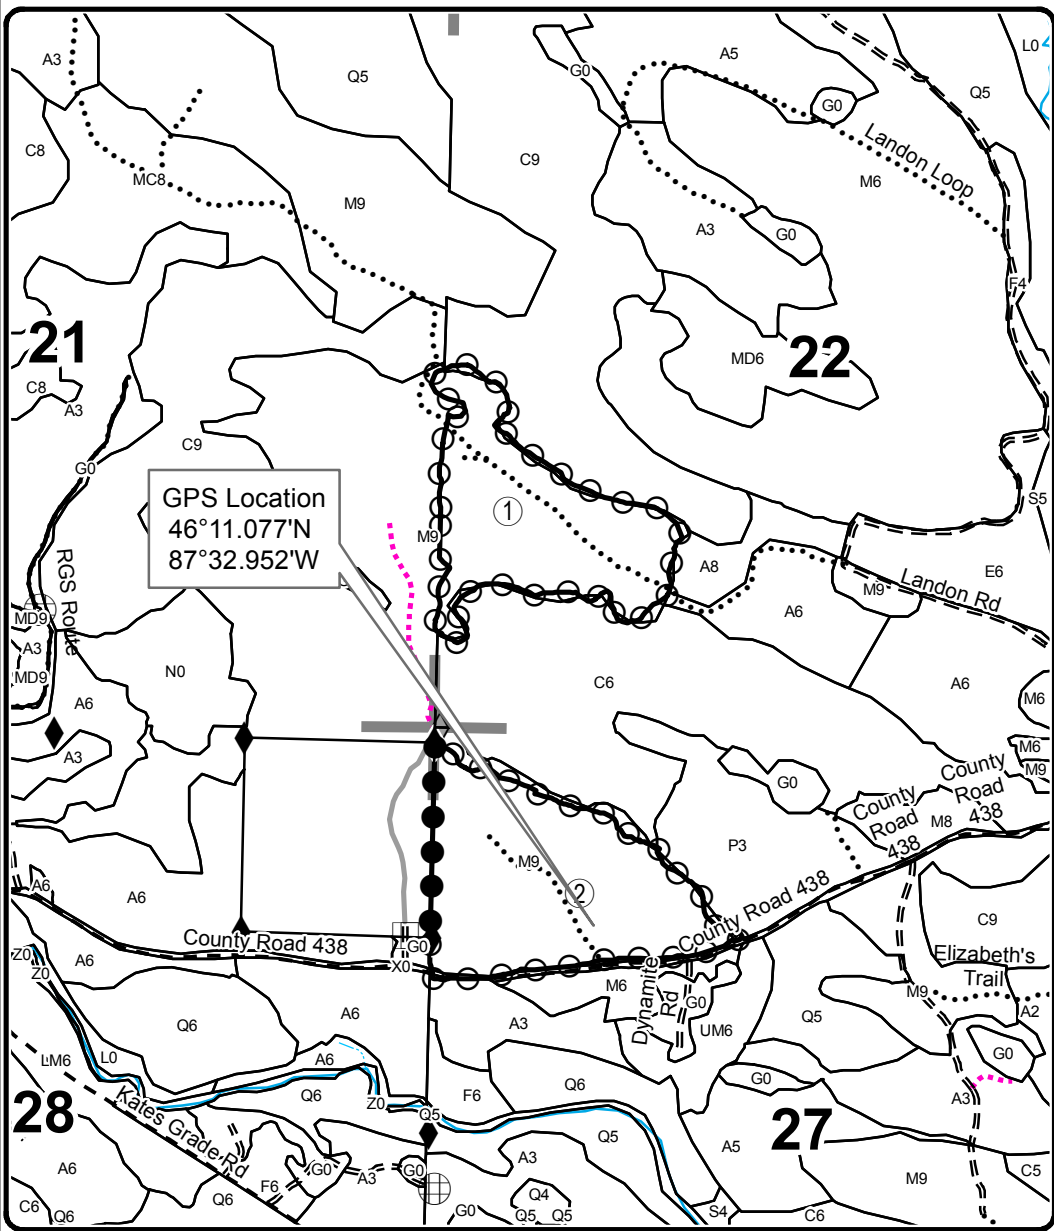 A3
Q5
G0
A5
L0
Q5
G0
C8
C9
Landon Loop
MC8
M6
M9
A3
G0
F4
21
22
MD6
C8
A3
C9
G0
GPS Location
46°11.077'N
87°32.952'W
1
S5
M9
RGS Route
A8
E6
Landon Rd
M9
MD9
A6
A3
N0
MD9
C6
A6
A6
M6
A3
M6
M9
G0
County
Road
438
County
Road
438
M8
P3
M9
A6
A6
2
County Road 438
C9
County Road 438
G0
X0
Z0
Z0
A6
Elizabeth's
Trail
M6
Dynamite
Rd
G0
M9
A2
Q6
A6
A3
UM6
Q5
G0
LM6
L0
A6
Q6
Z0
Q5
F6
Q6
G0
A3
28
Kates Grade Rd
27
Q5
A5
A3
A6
F6
G0
A3
G0
M9
C5
Q6
Q4
Q5
Q5
C6
Q6
G0
S4
C6